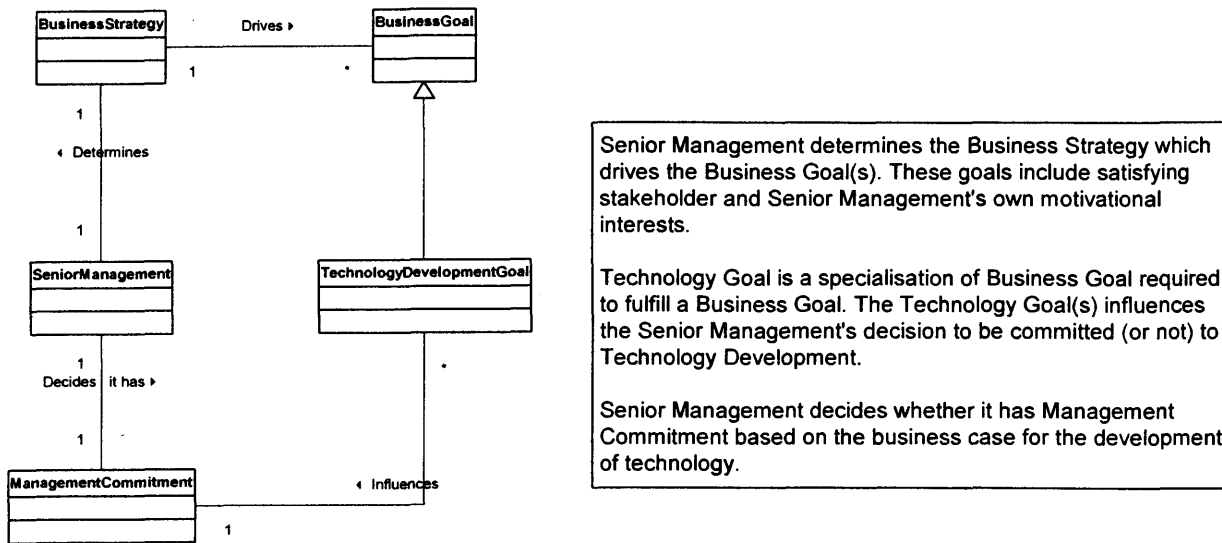 BusinessStrategy
Drives ▸
BusinessGoal
1
*
1
◂ Determines
1
SeniorManagement
TechnologyDevelopmentGoal
1
*
Decides it has ▸
1
ManagementCommitment
◂ Influences
1
Senior Management determines the Business Strategy which
drives the Business Goal(s). These goals include satisfying
stakeholder and Senior Management's own motivational
interests.
Technology Goal is a specialisation of Business Goal required
to fulfill a Business Goal. The Technology Goal(s) influences
the Senior Management's decision to be committed (or not) to
Technology Development.
Senior Management decides whether it has Management
Commitment based on the business case for the development
of technology.